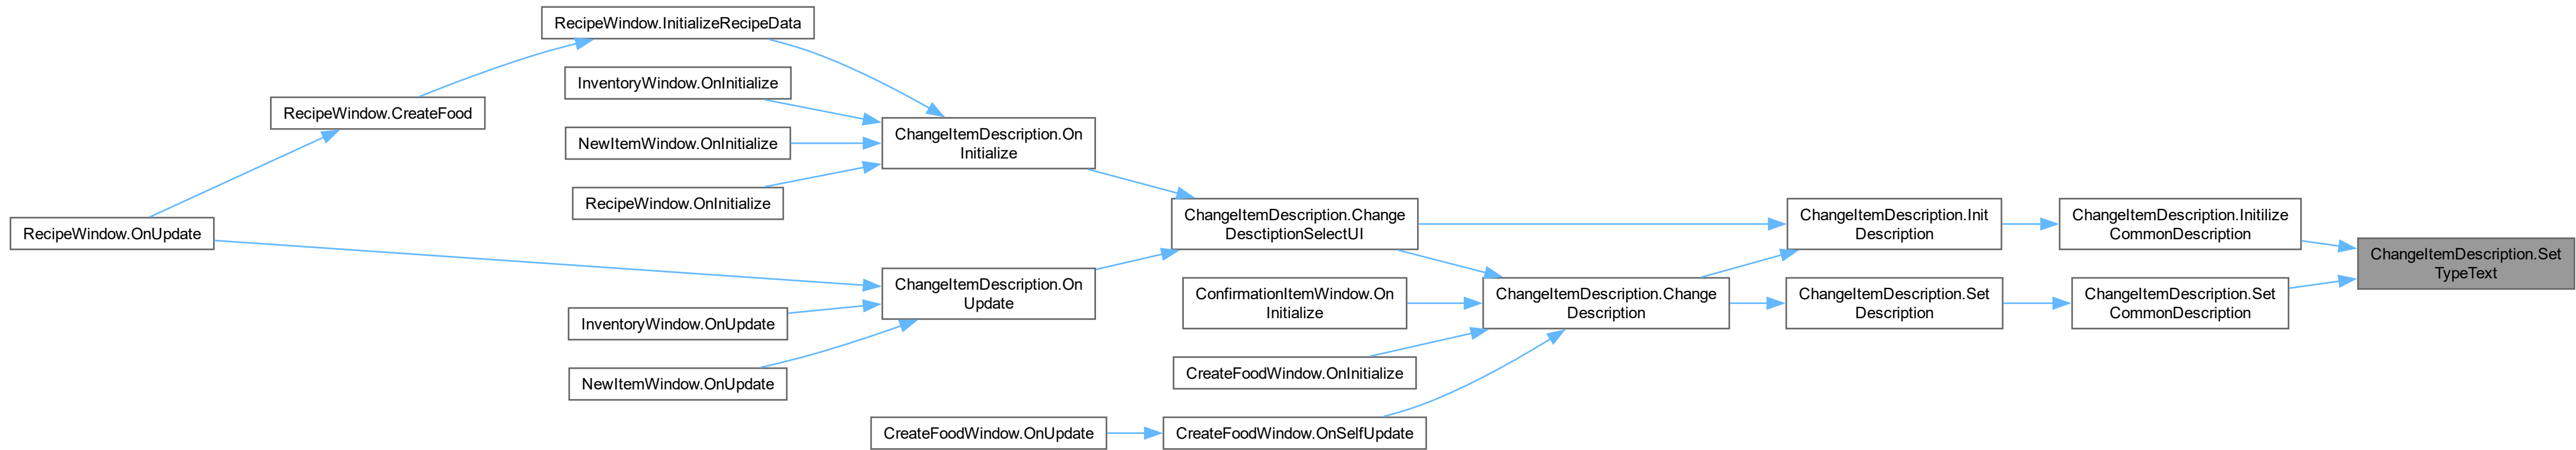 RecipeWindow.InitializeRecipeData
InventoryWindow.OnInitialize
RecipeWindow.CreateFood
NewItemWindow.OnInitialize
RecipeWindow.OnInitialize
RecipeWindow.OnUpdate
ChangeItemDescription.On
Initialize
ChangeItemDescription.On
Update
InventoryWindow.OnUpdate
NewItemWindow.OnUpdate
CreateFoodWindow.OnUpdate
ChangeItemDescription.Change
DesctiptionSelectUI
ConfirmationItemWindow.On
Initialize
CreateFoodWindow.OnInitialize
CreateFoodWindow.OnSelfUpdate
ChangeItemDescription.Change
Description
ChangeItemDescription.Init
Description
ChangeItemDescription.Set
Description
ChangeItemDescription.Initilize
CommonDescription
ChangeItemDescription.Set
CommonDescription
ChangeItemDescription.Set
TypeText